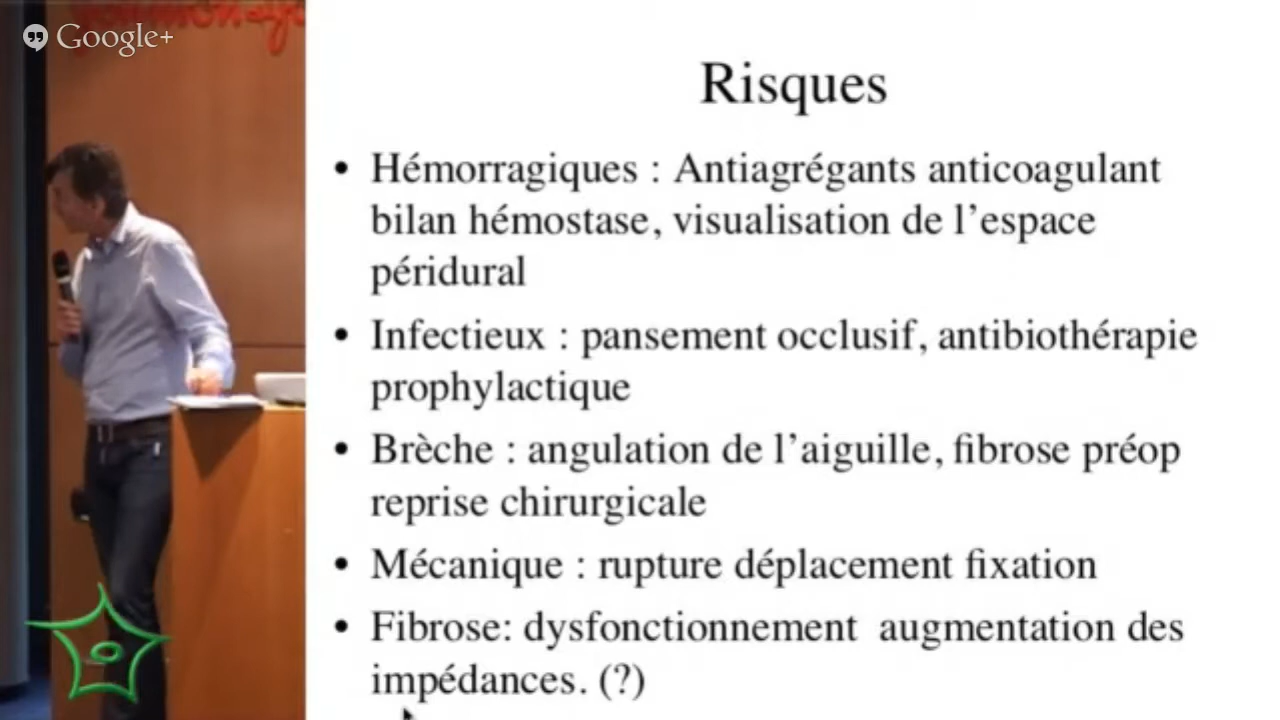 Google+
Risques
• Hémorragiques : Antiagrégants anticoagulant
bilan hémostase, visualisation de l’espace
péridural
• Infectieux : pansement occlusif, antibiothérapie
prophylactique
• Brèche : angulation de l’aiguille, fibrose préop
reprise chirurgicale
• Mécanique : rupture déplacement fixation
• Fibrose: dysfonctionnement  augmentation des
impédances. (?)